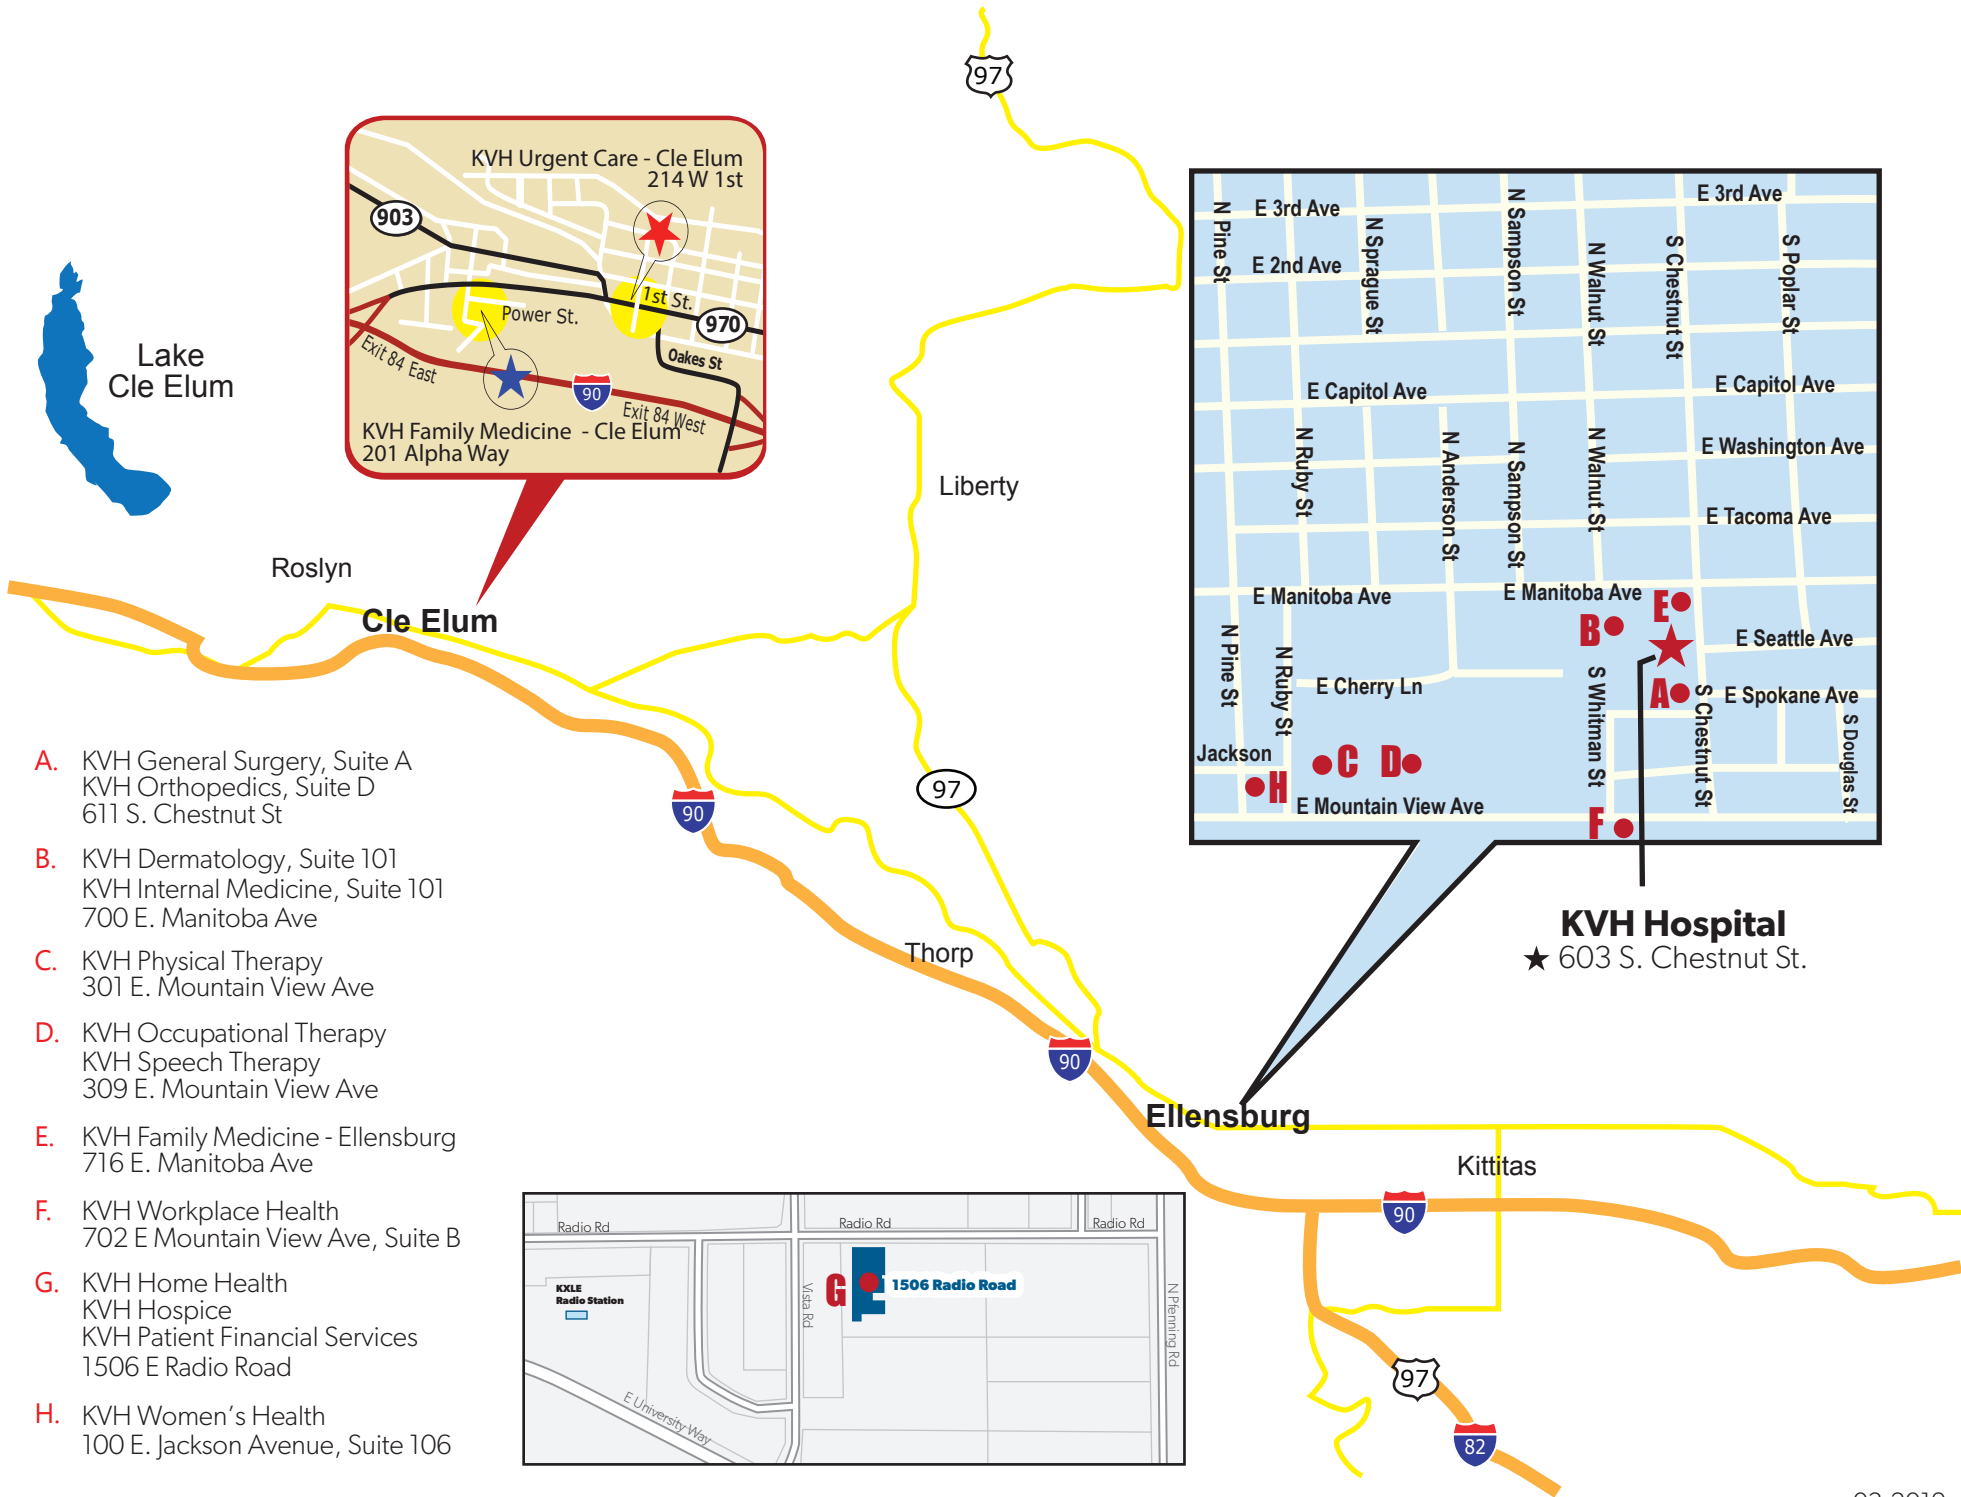 97
KVH Urgent Care - Cle Elum
214 W 1st
903
1st St.
Power St.
970
Oakes St
Exit 84 East
90
Exit 84 West
KVH Family Medicine - Cle Elum
201 Alpha Way
Lake
Cle Elum
Roslyn
Cle Elum
Liberty
E 3rd Ave
E 3rd Ave
N Pine St
N Sprague St
N Sampson St
N Walnut St
S Chestnut St
S Poplar St
E 2nd Ave
E Capitol Ave
E Capitol Ave
N Ruby St
N Anderson St
N Sampson St
N Walnut St
E Washington Ave
E Tacoma Ave
E Manitoba Ave
E Manitoba Ave
E
B
E Seattle Ave
N Pine St
N Ruby St
E Cherry Ln
S Whitman St
A
S Chestnut St
E Spokane Ave
S Douglas St
Jackson
C
D
H
E Mountain View Ave
F
KVH Hospital
★ 603 S. Chestnut St.
90
97
Thorp
90
Ellensburg
Kittitas
90
97
82
A. KVH General Surgery, Suite A
KVH Orthopedics, Suite D
611 S. Chestnut St
B. KVH Dermatology, Suite 101
KVH Internal Medicine, Suite 101
700 E. Manitoba Ave
C. KVH Physical Therapy
301 E. Mountain View Ave
D. KVH Occupational Therapy
KVH Speech Therapy
309 E. Mountain View Ave
E. KVH Family Medicine - Ellensburg
716 E. Manitoba Ave
F. KVH Workplace Health
702 E Mountain View Ave, Suite B
G. KVH Home Health
KVH Hospice
KVH Patient Financial Services
1506 E Radio Road
H. KVH Women's Health
100 E. Jackson Avenue, Suite 106
Radio Rd
Radio Rd
Radio Rd
KXLE
Radio Station
Vista Rd
G
1506 Radio Road
N Pfenning Rd
E University Way